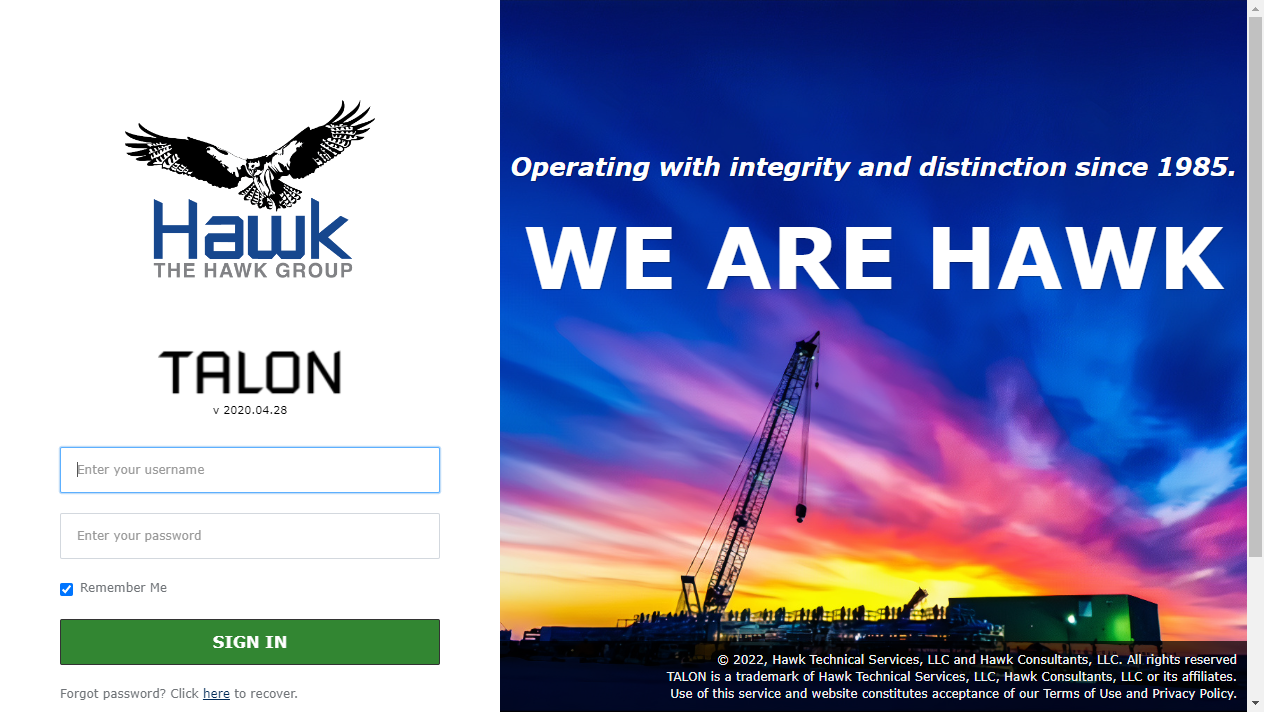 Hawk
THE HAWK GROUP
TALON
v 2020.04.28
Enter your username
Enter your password
Remember Me
SIGN IN
Forgot password? Click here to recover.
Operating with integrity and distinction since 1985.
WE ARE HAWK
© 2022, Hawk Technical Services, LLC and Hawk Consultants, LLC. All rights reserved
TALON is a trademark of Hawk Technical Services, LLC, Hawk Consultants, LLC or its affiliates.
Use of this service and website constitutes acceptance of our Terms of Use and Privacy Policy.